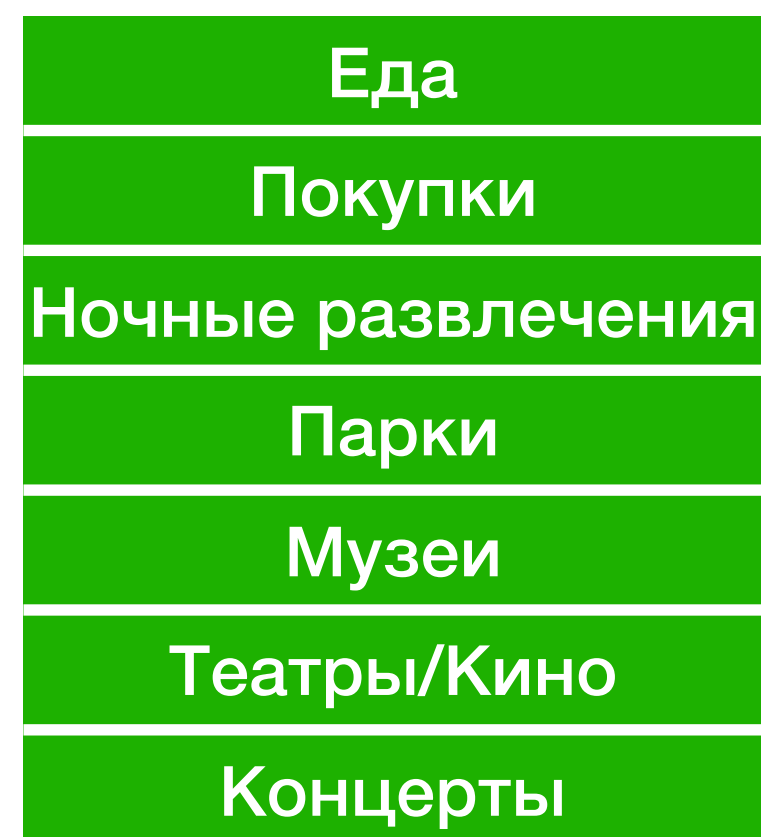 Еда
Покупки
Ночные развлечения
Парки
Музеи
Театры/Кино
Концерты